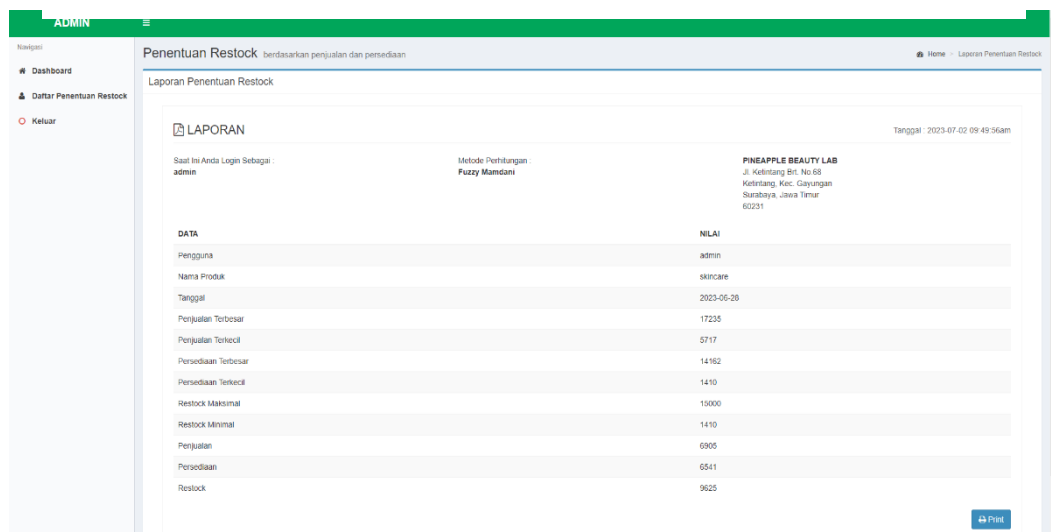 ADMIN
Navigasi
Dashboard
Daftar Penentuan Restock
Keluar
Penentuan Restock berdasarkan penjualan dan persediaan
Home > Laporan Penentuan Restock
Laporan Penentuan Restock
LAPORAN
Tanggal : 2023-07-02 09:49:56am
Saat Ini Anda Login Sebagai :
admin
Metode Perhitungan :
Fuzzy Mamdani
PINEAPPLE BEAUTY LAB
Jl. Ketintang Brt. No.68
Ketintang, Kec. Gayungan
Surabaya, Jawa Timur
60231
DATA NILAI
Pengguna admin
Nama Produk skincare
Tanggal 2023-06-28
Penjualan Terbesar 17235
Penjualan Terkecil 5717
Persediaan Terbesar 14162
Persediaan Terkecil 1410
Restock Maksimal 15000
Restock Minimal 1410
Penjualan 6905
Persediaan 6541
Restock 9625
Print